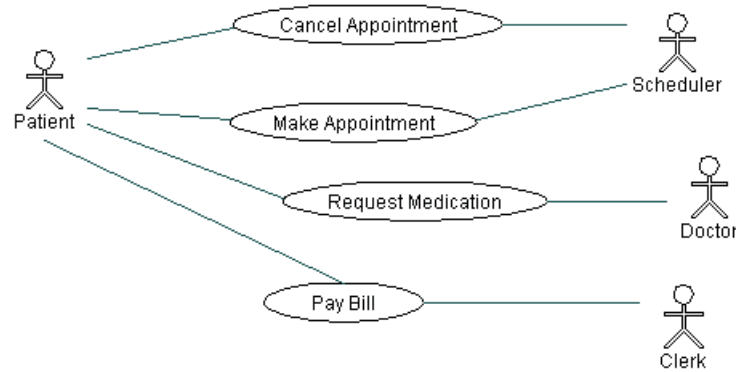 Cancel Appointment
Scheduler
Patient
Make Appointment
Request Medication
Doctor
Pay Bill
Clerk